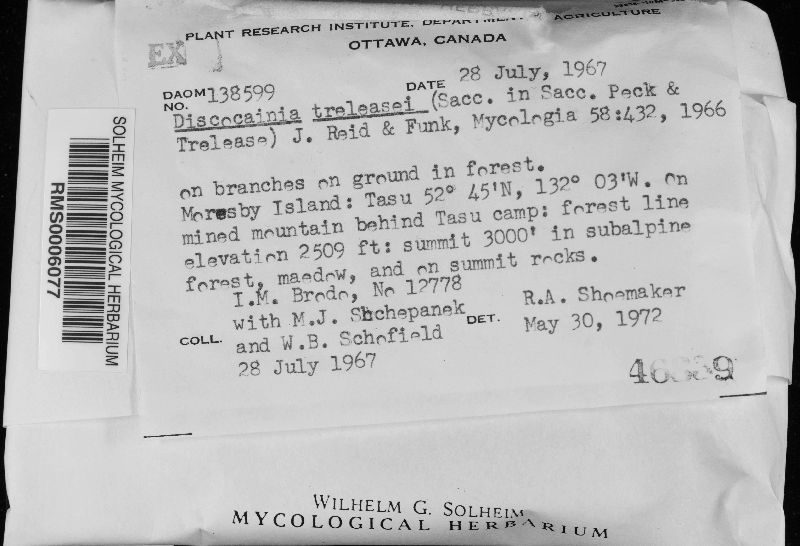 PLANT RESEARCH INSTITUTE, DEPARTMENT AGRICULTURE
OTTAWA, CANADA
EX
DAOM NO. 138599
DATE 28 July, 1967
Discocainia treleasei (Sacc. in Sacc. Peck &
Trelease) J. Reid & Funk, Mycologia 58:432, 1966
on branches on ground in forest.
Moresby Island: Tasu 52° 45'N, 132° 03'W. On
mined mountain behind Tasu camp: forest line
elevation 2509 ft: summit 3000' in subalpine
forest, maedow, and on summit rocks.
I.M. Brodo, No 12778
with M.J. Shchepanek
COLL. and W.B. Schofield
28 July 1967
DET. R.A. Shoemaker
May 30, 1972
SOLHEIM MYCOLOGICAL HERBARIUM
RMS0006077
WILHELM G. SOLHEIM
MYCOLOGICAL HERBARIUM